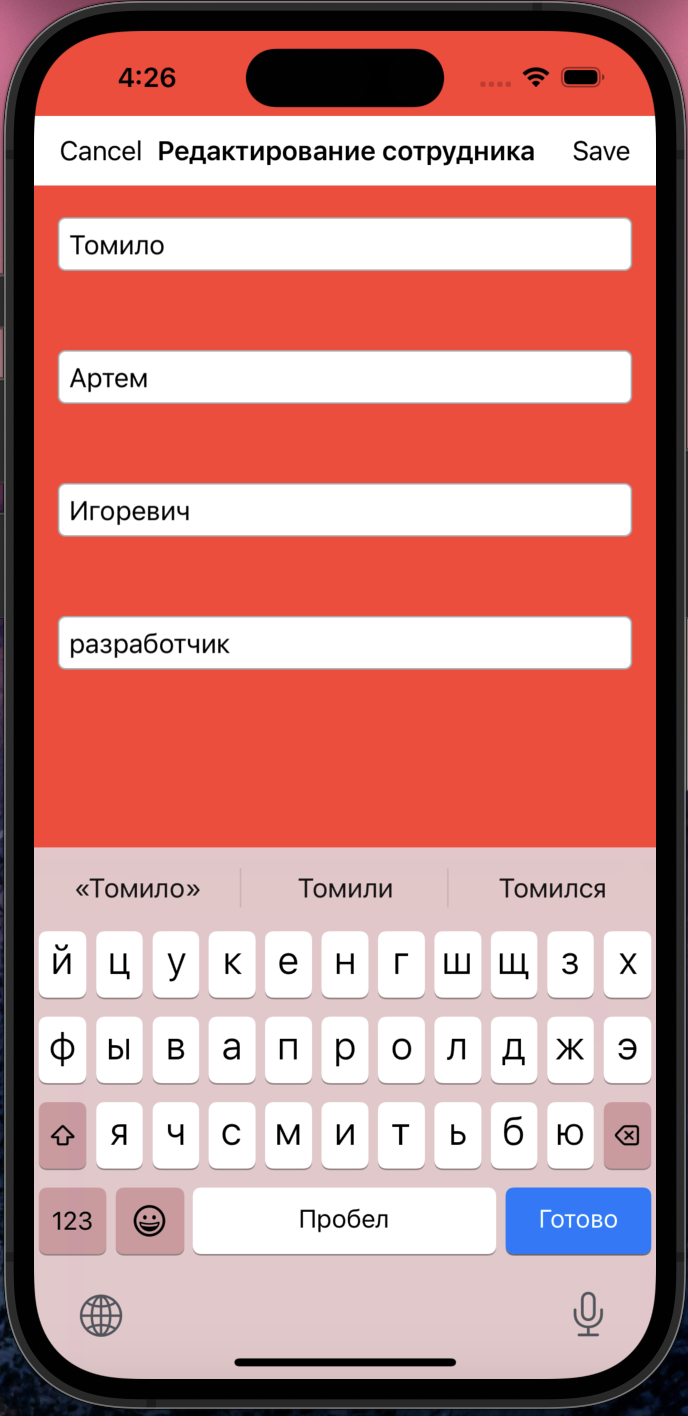 4:26
Cancel Редактирование сотрудника Save
Томило
Артем
Игоревич
разработчик
«Томило» Томили Томился
й ц у к е н г ш щ з х
ф ы в а п р о л д ж э
я ч с м и т ь б ю
123 Пробел Готово